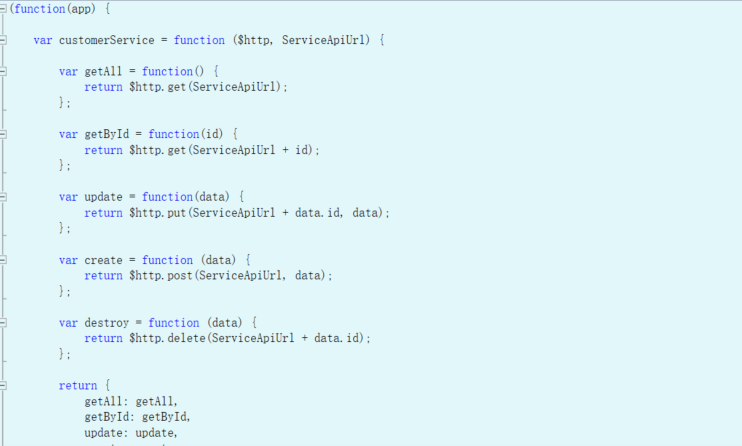 (function(app) {
var customerService = function ($http, ServiceApiUrl) {
var getAll = function() {
return $http.get(ServiceApiUrl);
};
var getById = function(id) {
return $http.get(ServiceApiUrl + id);
};
var update = function(data) {
return $http.put(ServiceApiUrl + data.id, data);
};
var create = function (data) {
return $http.post(ServiceApiUrl, data);
};
var destroy = function (data) {
return $http.delete(ServiceApiUrl + data.id);
};
return {
getAll: getAll,
getById: getById,
update: update,